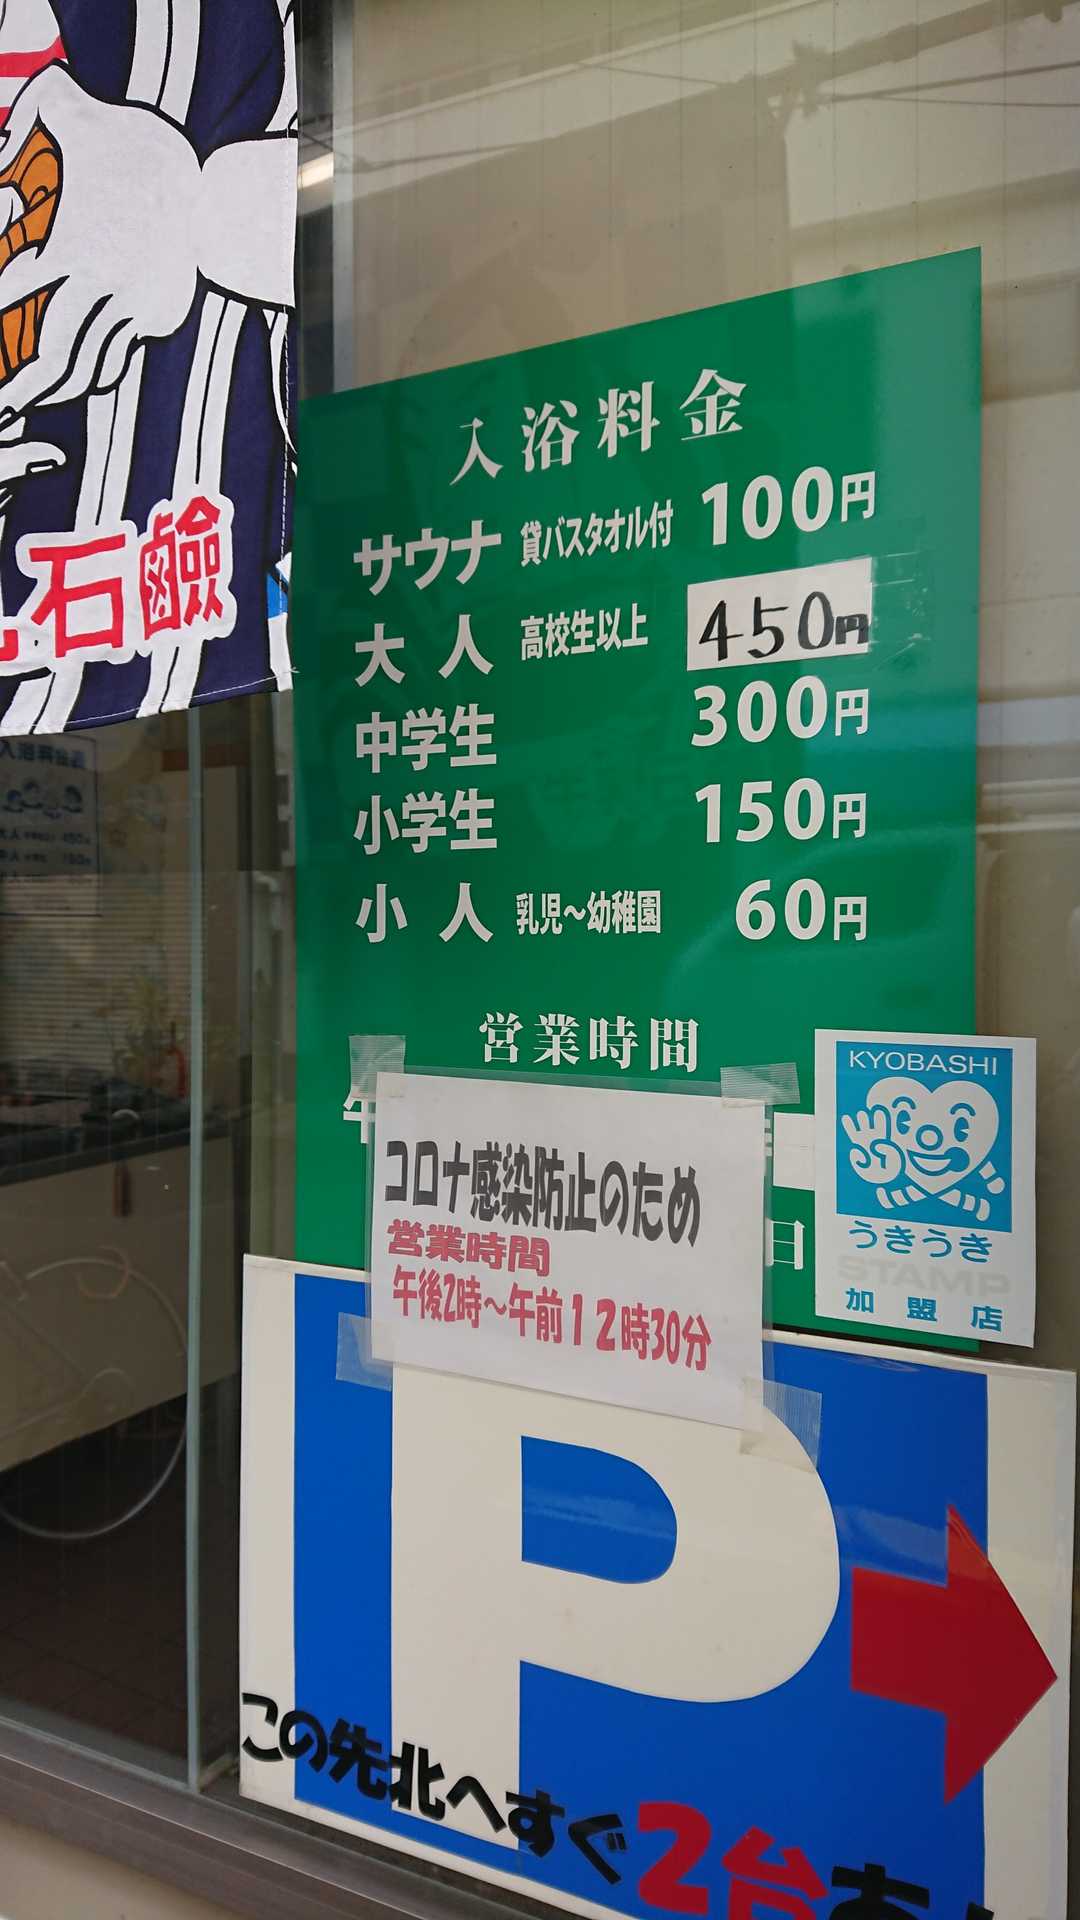 石鹼
入浴料金
サウナ 貸バスタオル付 100円
大人 高校生以上 450円
中学生 300円
小学生 150円
小人 乳児～幼稚園 60円
営業時間
コロナ感染防止のため
営業時間
午後2時～午前12時30分
日
KYOBASHI
うきうき
STAMP
加盟店
P
この先北へすぐ2台あ